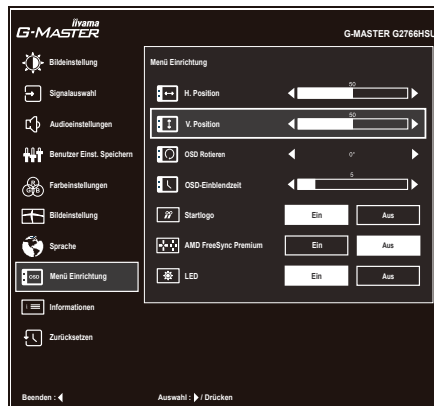 iiyama
G-MASTER
G-MASTER G2766HSU
Bildeinstellung
Signalauswahl
Audioeinstellungen
Benutzer Einst. Speichern
Farbeinstellungen
Bildeinstellung
Sprache
OSD Menü Einrichtung
Informationen
Zurücksetzen
Menü Einrichtung
H. Position 50
V. Position 50
OSD Rotieren 0°
OSD-Einblendzeit 5
Startlogo Ein Aus
AMD FreeSync Premium Ein Aus
LED Ein Aus
Beenden :
Auswahl : / Drücken